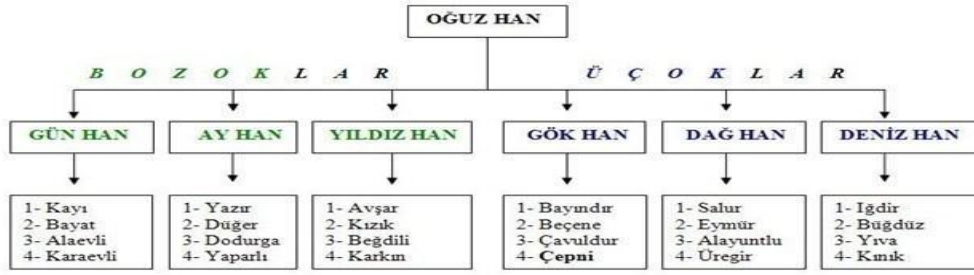 OĞUZ HAN
BOZOKLAR
ÜÇOKLAR
GÜN HAN
AY HAN
YILDIZ HAN
GÖK HAN
DAĞ HAN
DENİZ HAN
1- Kayı
2- Bayat
3- Alaevli
4- Karaevli
1- Yazır
2- Düğer
3- Dodurga
4- Yaparlı
1- Avşar
2- Kızık
3- Beğdili
4- Karkın
1- Bayındır
2- Beçene
3- Çavuldur
4- Çepni
1- Salur
2- Eymür
3- Alayuntlu
4- Üregir
1- Iğdir
2- Büğdüz
3- Yıva
4- Kınık